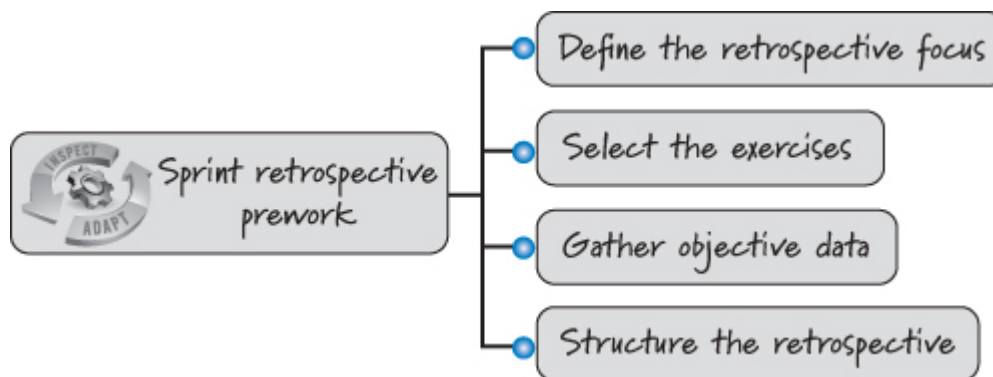 Define the retrospective focus
Select the exercises
INSPECT
ADAPT
Sprint retrospective
prework
Gather objective data
Structure the retrospective